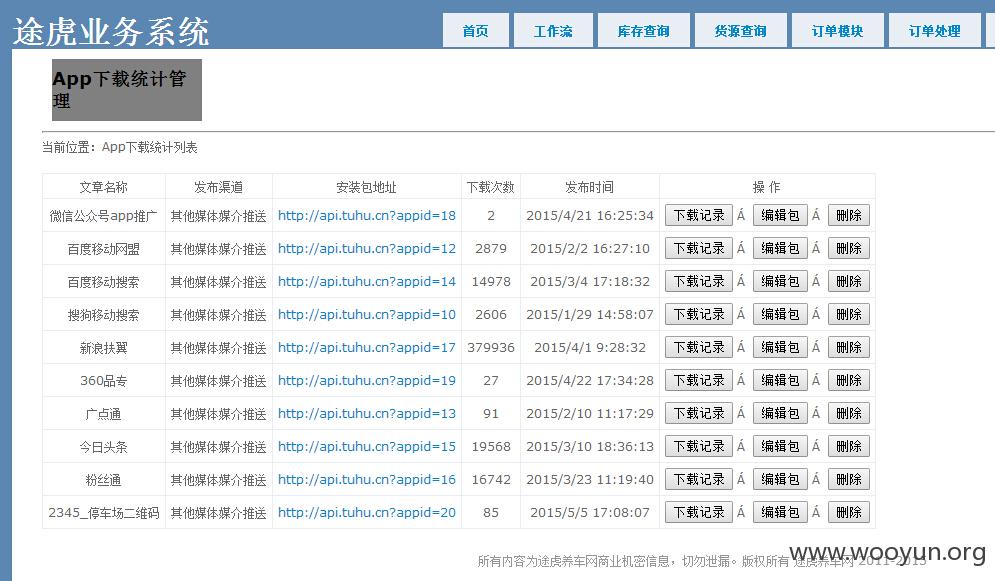 途虎业务系统
首页 工作流 库存查询 货源查询 订单模块 订单处理
App下载统计管
理
当前位置：App下载统计列表
文章名称 发布渠道 安装包地址 下载次数 发布时间 操 作
微信公众号app推广 其他媒体媒介推送 http://api.tuhu.cn?appid=18 2 2015/4/21 16:25:34 下载记录 Á 编辑包 Á 删除
百度移动网盟 其他媒体媒介推送 http://api.tuhu.cn?appid=12 2879 2015/2/2 16:27:10 下载记录 Á 编辑包 Á 删除
百度移动搜索 其他媒体媒介推送 http://api.tuhu.cn?appid=14 14978 2015/3/4 17:18:32 下载记录 Á 编辑包 Á 删除
搜狗移动搜索 其他媒体媒介推送 http://api.tuhu.cn?appid=10 2606 2015/1/29 14:58:07 下载记录 Á 编辑包 Á 删除
新浪扶翼 其他媒体媒介推送 http://api.tuhu.cn?appid=17 379936 2015/4/1 9:28:32 下载记录 Á 编辑包 Á 删除
360品专 其他媒体媒介推送 http://api.tuhu.cn?appid=19 27 2015/4/22 17:34:28 下载记录 Á 编辑包 Á 删除
广点通 其他媒体媒介推送 http://api.tuhu.cn?appid=13 91 2015/2/10 11:17:29 下载记录 Á 编辑包 Á 删除
今日头条 其他媒体媒介推送 http://api.tuhu.cn?appid=15 19568 2015/3/10 18:36:13 下载记录 Á 编辑包 Á 删除
粉丝通 其他媒体媒介推送 http://api.tuhu.cn?appid=16 16742 2015/3/23 11:19:40 下载记录 Á 编辑包 Á 删除
2345_停车场二维码 其他媒体媒介推送 http://api.tuhu.cn?appid=20 85 2015/5/5 17:08:07 下载记录 Á 编辑包 Á 删除
所有内容为途虎养车网商业机密信息，切勿泄漏。版权所有 途虎养车网 2011-2015
www.wooyun.org